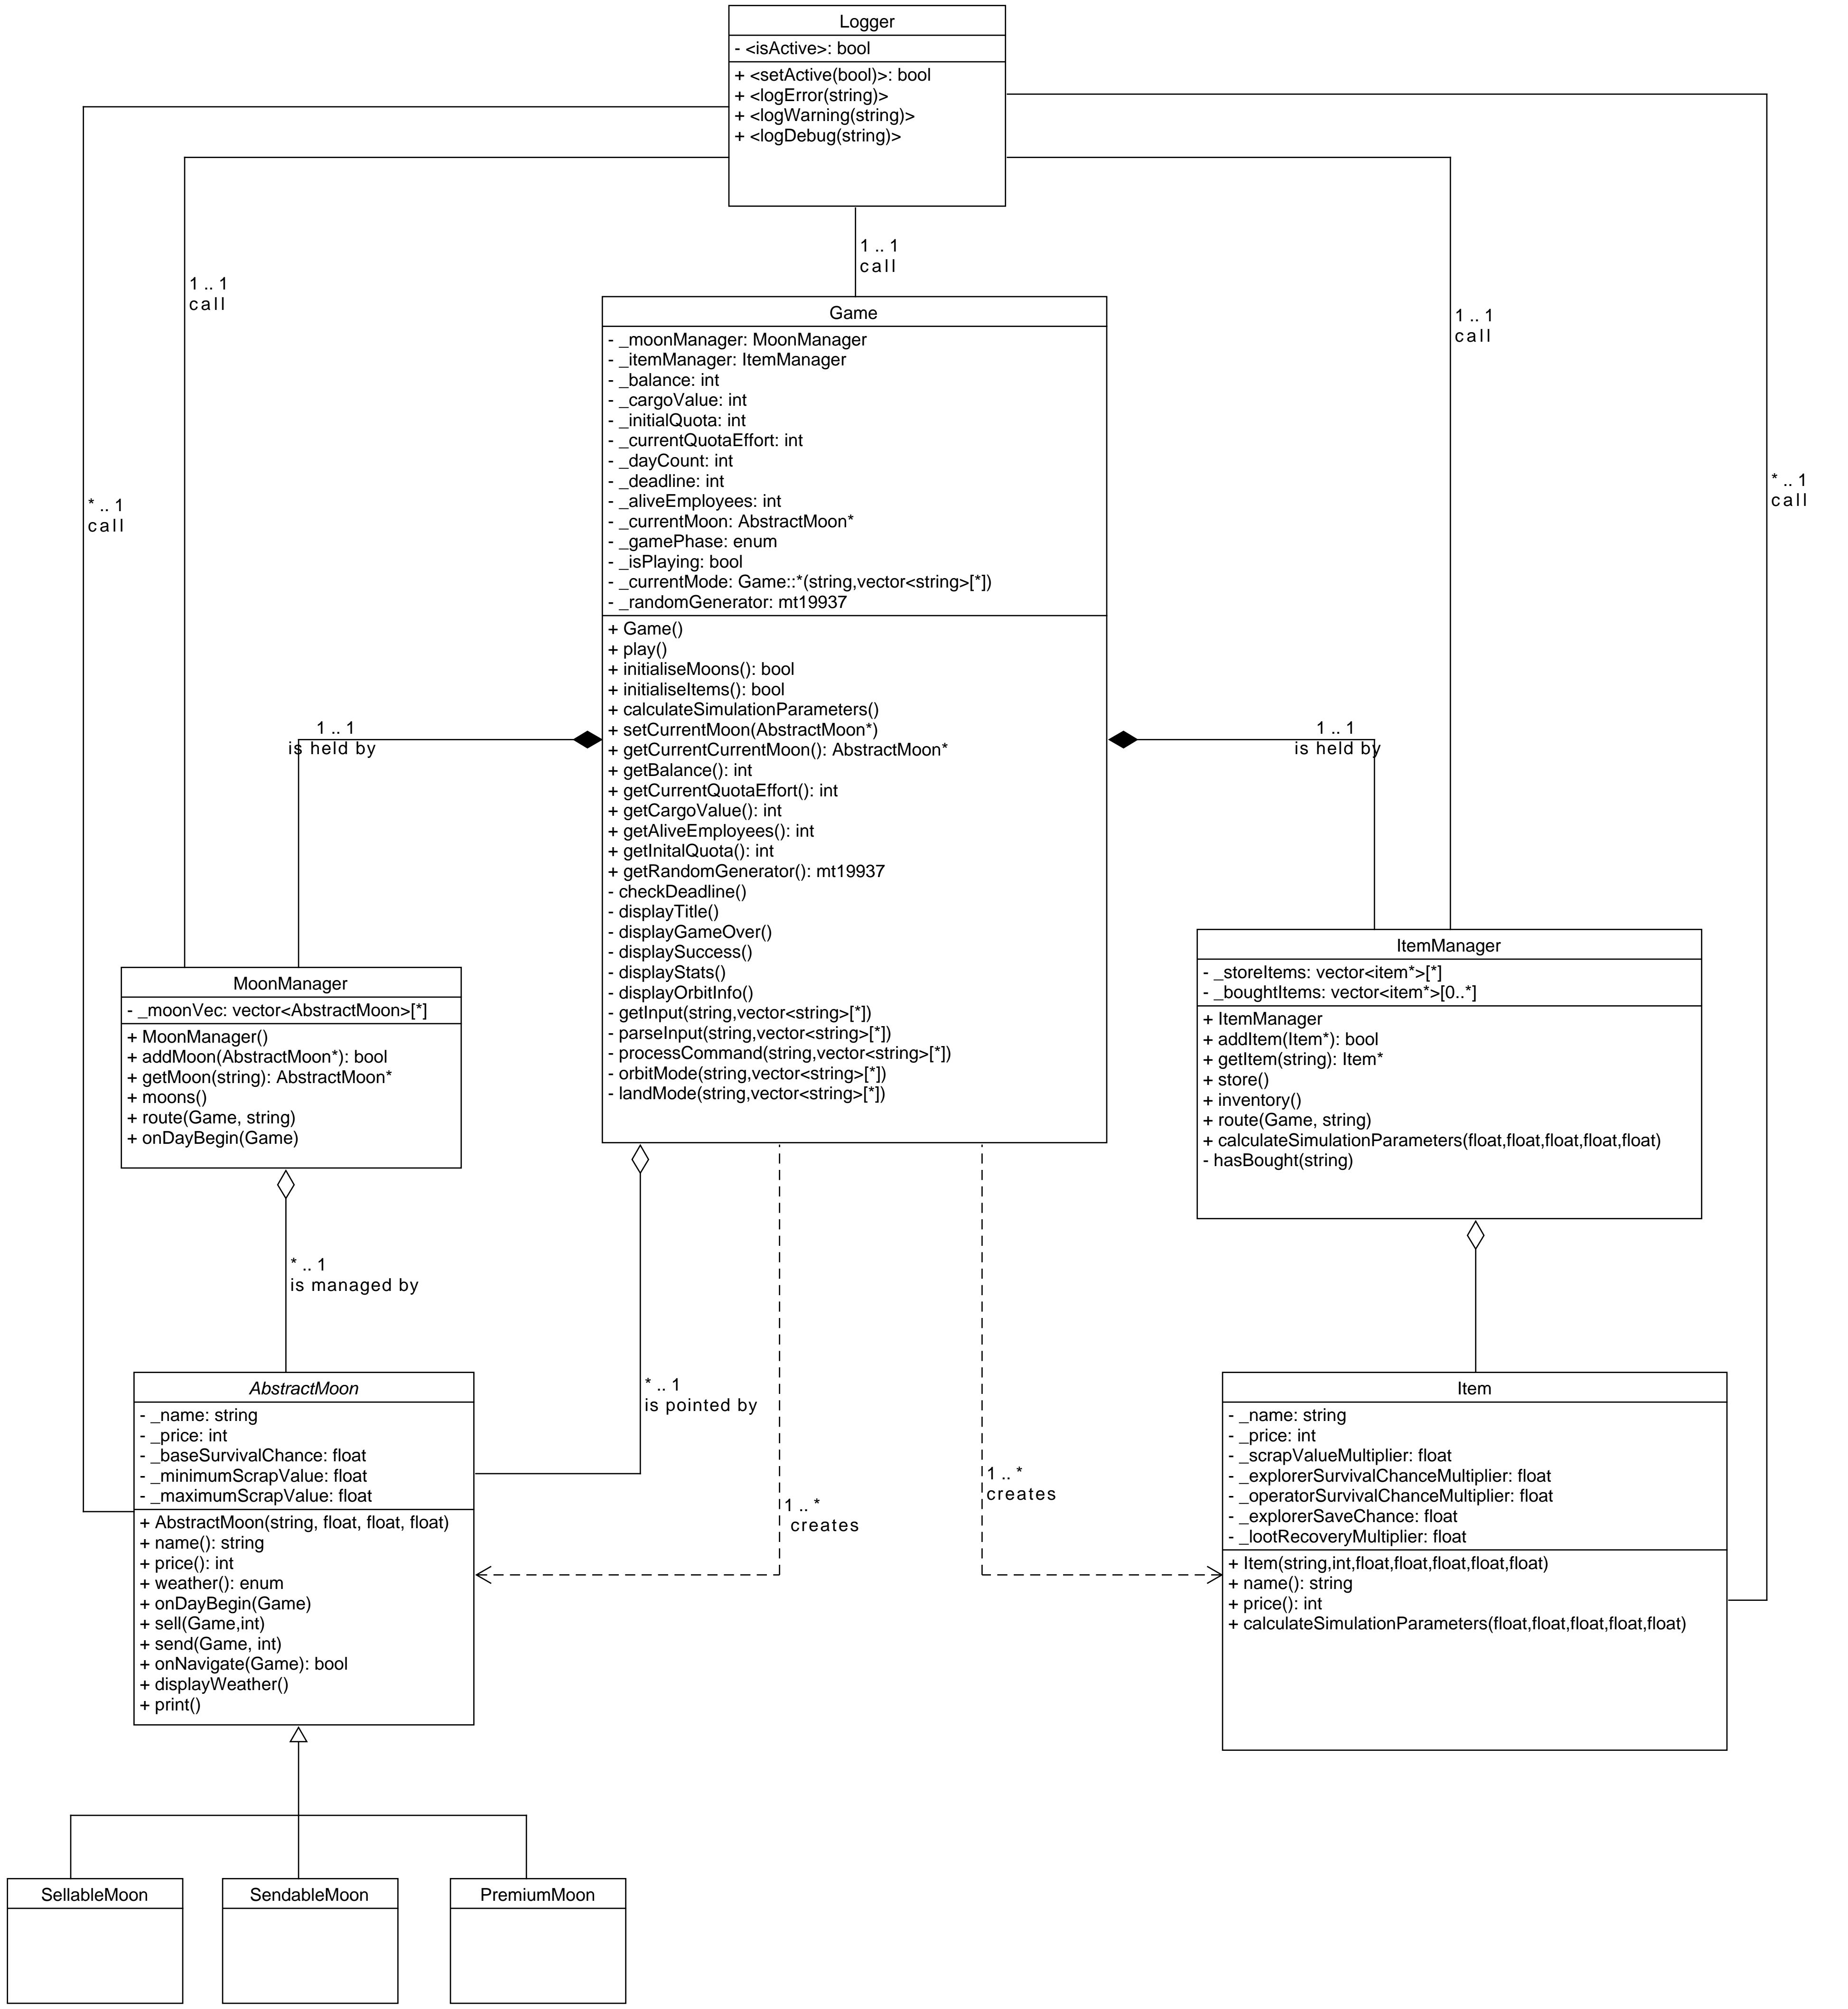 Logger
- <isActive>: bool
+ <setActive(bool)>: bool
+ <logError(string)>
+ <logWarning(string)>
+ <logDebug(string)>
1 .. 1
call
1 .. 1
call
1 .. 1
call
* .. 1
call
* .. 1
call
Game
- _moonManager: MoonManager
- _itemManager: ItemManager
- _balance: int
- _cargoValue: int
- _initialQuota: int
- _currentQuotaEffort: int
- _dayCount: int
- _deadline: int
- _aliveEmployees: int
- _currentMoon: AbstractMoon*
- _gamePhase: enum
- _isPlaying: bool
- _currentMode: Game::*(string,vector<string>[*])
- _randomGenerator: mt19937
+ Game()
+ play()
+ initialiseMoons(): bool
+ initialiseItems(): bool
+ calculateSimulationParameters()
+ setCurrentMoon(AbstractMoon*)
+ getCurrentCurrentMoon(): AbstractMoon*
+ getBalance(): int
+ getCurrentQuotaEffort(): int
+ getCargoValue(): int
+ getAliveEmployees(): int
+ getInitalQuota(): int
+ getRandomGenerator(): mt19937
- checkDeadline()
- displayTitle()
- displayGameOver()
- displaySuccess()
- displayStats()
- displayOrbitInfo()
- getInput(string,vector<string>[*])
- parseInput(string,vector<string>[*])
- processCommand(string,vector<string>[*])
- orbitMode(string,vector<string>[*])
- landMode(string,vector<string>[*])
1 .. 1
is held by
1 .. 1
is held by
MoonManager
- _moonVec: vector<AbstractMoon>[*]
+ MoonManager()
+ addMoon(AbstractMoon*): bool
+ getMoon(string): AbstractMoon*
+ moons()
+ route(Game, string)
+ onDayBegin(Game)
ItemManager
- _storeItems: vector<item*>[*]
- _boughtItems: vector<item*>[0..*]
+ ItemManager
+ addItem(Item*): bool
+ getItem(string): Item*
+ store()
+ inventory()
+ route(Game, string)
+ calculateSimulationParameters(float,float,float,float,float)
- hasBought(string)
* .. 1
is managed by
* .. 1
is pointed by
1 .. *
creates
1 .. *
creates
AbstractMoon
- _name: string
- _price: int
- _baseSurvivalChance: float
- _minimumScrapValue: float
- _maximumScrapValue: float
+ AbstractMoon(string, float, float, float)
+ name(): string
+ price(): int
+ weather(): enum
+ onDayBegin(Game)
+ sell(Game,int)
+ send(Game, int)
+ onNavigate(Game): bool
+ displayWeather()
+ print()
Item
- _name: string
- _price: int
- _scrapValueMultiplier: float
- _explorerSurvivalChanceMultiplier: float
- _operatorSurvivalChanceMultiplier: float
- _explorerSaveChance: float
- _lootRecoveryMultiplier: float
+ Item(string,int,float,float,float,float,float)
+ name(): string
+ price(): int
+ calculateSimulationParameters(float,float,float,float,float)
SellableMoon
SendableMoon
PremiumMoon